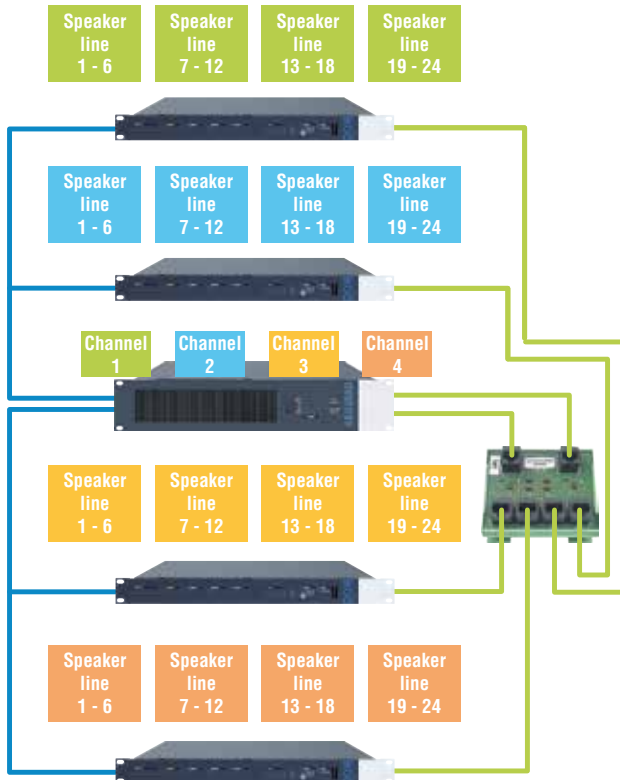 Speaker
line
1 - 6
Speaker
line
7 - 12
Speaker
line
13 - 18
Speaker
line
19 - 24
Speaker
line
1 - 6
Speaker
line
7 - 12
Speaker
line
13 - 18
Speaker
line
19 - 24
Channel
1
Channel
2
Channel
3
Channel
4
Speaker
line
1 - 6
Speaker
line
7 - 12
Speaker
line
13 - 18
Speaker
line
19 - 24
Speaker
line
1 - 6
Speaker
line
7 - 12
Speaker
line
13 - 18
Speaker
line
19 - 24